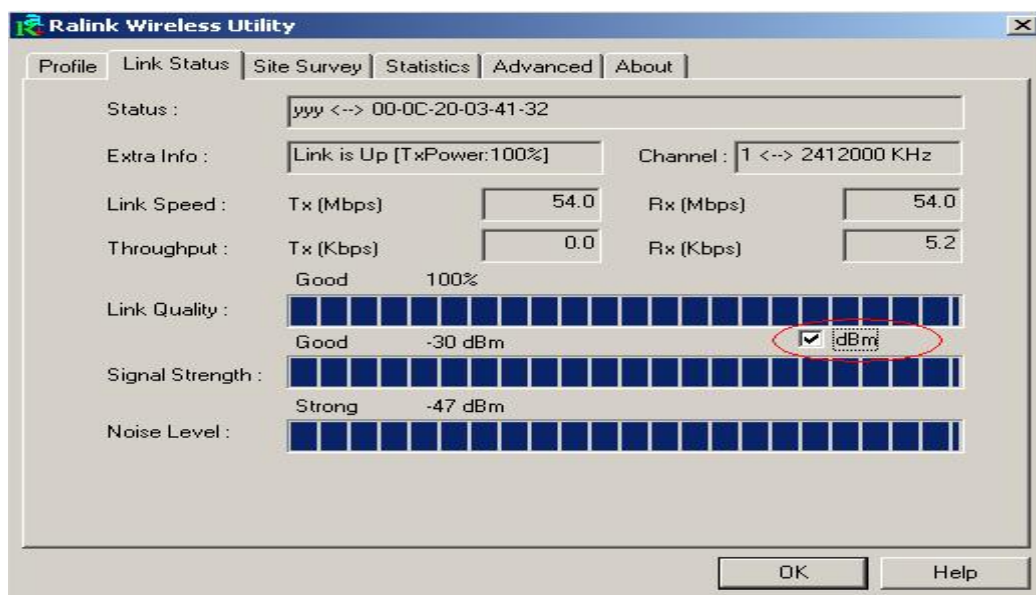 Ralink Wireless Utility
Profile Link Status Site Survey Statistics Advanced About
Status : yyy <--> 00-0C-20-03-41-32
Extra Info : Link is Up [TxPower:100%] Channel : 1 <--> 2412000 KHz
Link Speed : Tx (Mbps) 54.0 Rx (Mbps) 54.0
Throughput : Tx (Kbps) 0.0 Rx (Kbps) 5.2
Good 100%
Link Quality :
Good -30 dBm dBm
Signal Strength :
Strong -47 dBm
Noise Level :
OK Help